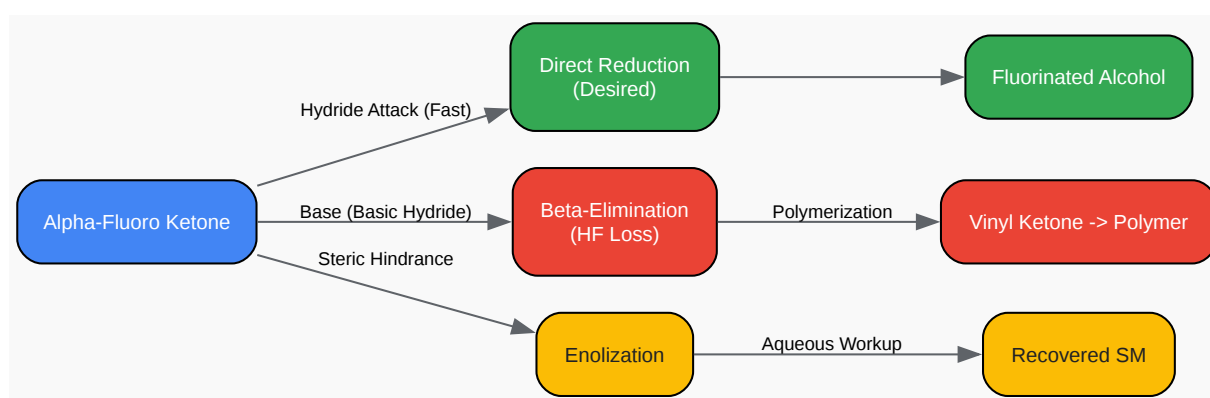 Direct Reduction
(Desired)
Fluorinated Alcohol
Hydride Attack (Fast)
Alpha-Fluoro Ketone
Base (Basic Hydride)
Beta-Elimination
(HF Loss)
Polymerization
Vinyl Ketone -> Polymer
Steric Hindrance
Enolization
Aqueous Workup
Recovered SM